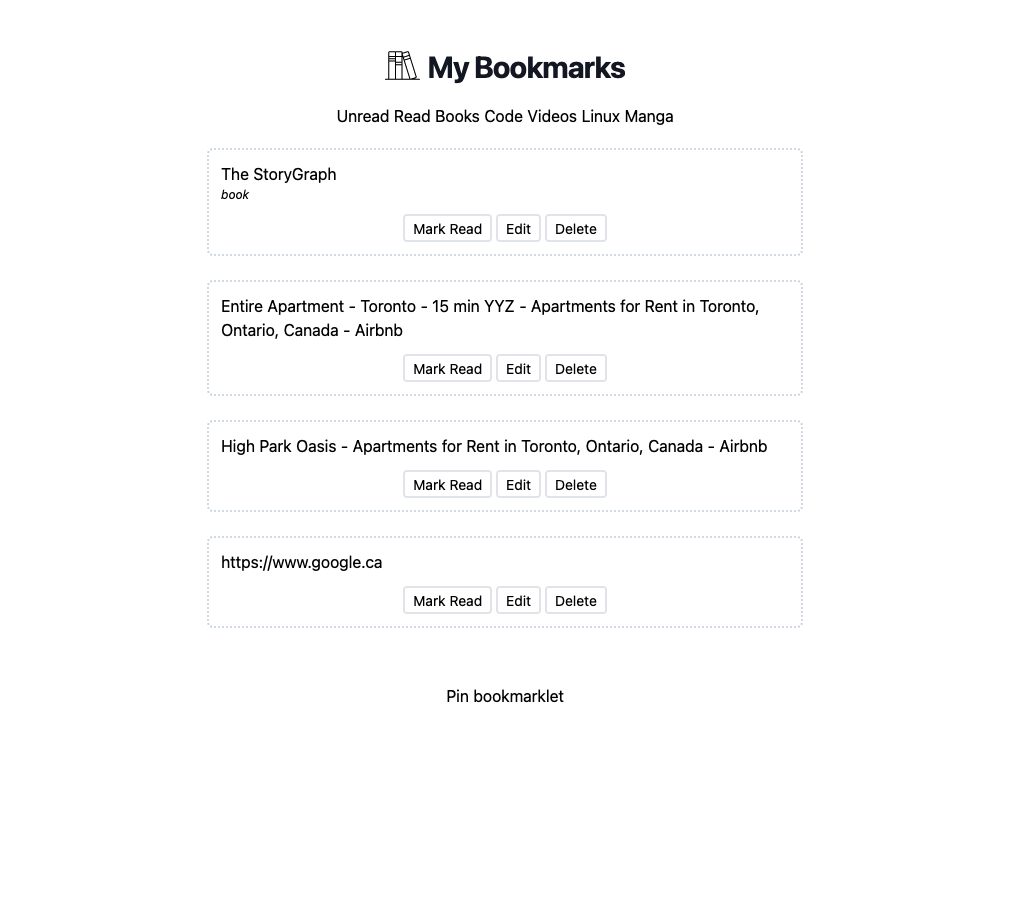 My Bookmarks
Unread Read Books Code Videos Linux Manga
The StoryGraph
book
Mark Read Edit Delete
Entire Apartment - Toronto - 15 min YYZ - Apartments for Rent in Toronto,
Ontario, Canada - Airbnb
Mark Read Edit Delete
High Park Oasis - Apartments for Rent in Toronto, Ontario, Canada - Airbnb
Mark Read Edit Delete
https://www.google.ca
Mark Read Edit Delete
Pin bookmarklet